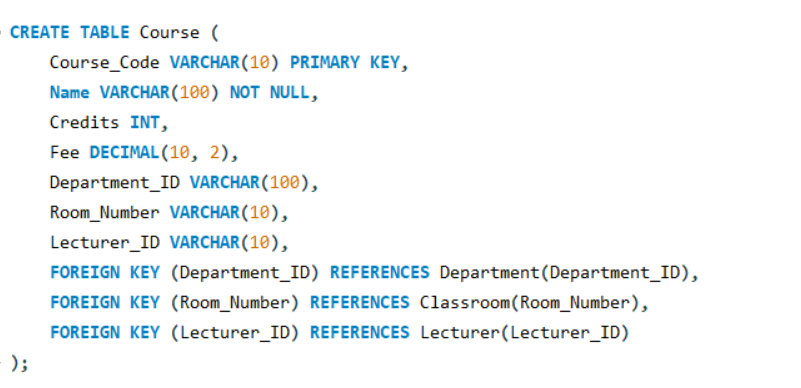 CREATE TABLE Course (
    Course_Code VARCHAR(10) PRIMARY KEY,
    Name VARCHAR(100) NOT NULL,
    Credits INT,
    Fee DECIMAL(10, 2),
    Department_ID VARCHAR(100),
    Room_Number VARCHAR(10),
    Lecturer_ID VARCHAR(10),
    FOREIGN KEY (Department_ID) REFERENCES Department(Department_ID),
    FOREIGN KEY (Room_Number) REFERENCES Classroom(Room_Number),
    FOREIGN KEY (Lecturer_ID) REFERENCES Lecturer(Lecturer_ID)
);